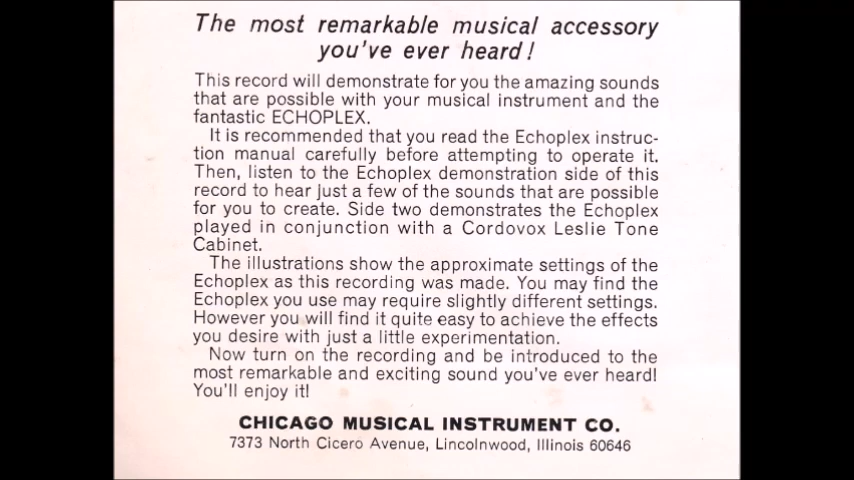 The most remarkable musical accessory
you've ever heard!
This record will demonstrate for you the amazing sounds
that are possible with your musical instrument and the
fantastic ECHOPLEX.
It is recommended that you read the Echoplex instruc-
tion manual carefully before attempting to operate it.
Then, listen to the Echoplex demonstration side of this
record to hear just a few of the sounds that are possible
for you to create. Side two demonstrates the Echoplex
played in conjunction with a Cordovox Leslie Tone
Cabinet.
The illustrations show the approximate settings of the
Echoplex as this recording was made. You may find the
Echoplex you use may require slightly different settings.
However you will find it quite easy to achieve the effects
you desire with just a little experimentation.
Now turn on the recording and be introduced to the
most remarkable and exciting sound you've ever heard!
You'll enjoy it!
CHICAGO MUSICAL INSTRUMENT CO.
7373 North Cicero Avenue, Lincolnwood, Illinois 60646